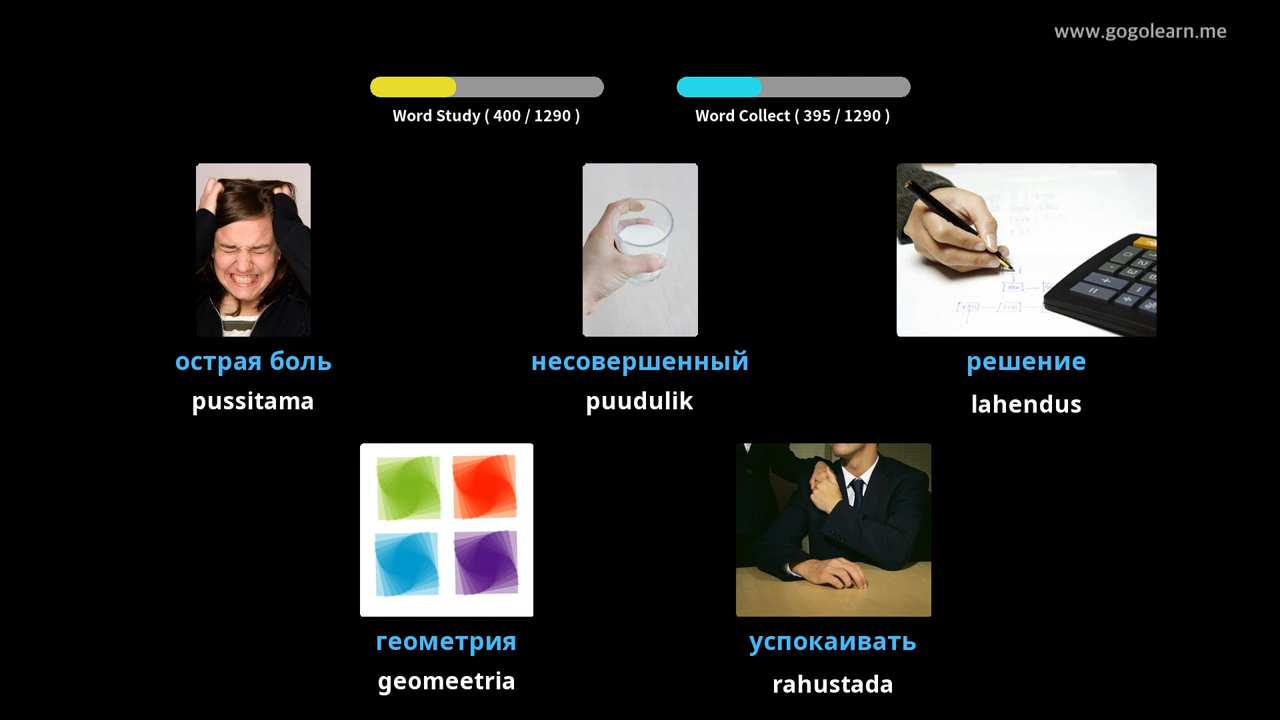 www.gogolearn.me
Word Study ( 400 / 1290 )
Word Collect ( 395 / 1290 )
острая боль
pussitama
несовершенный
puudulik
решение
lahendus
геометрия
geomeetria
успокаивать
rahustada